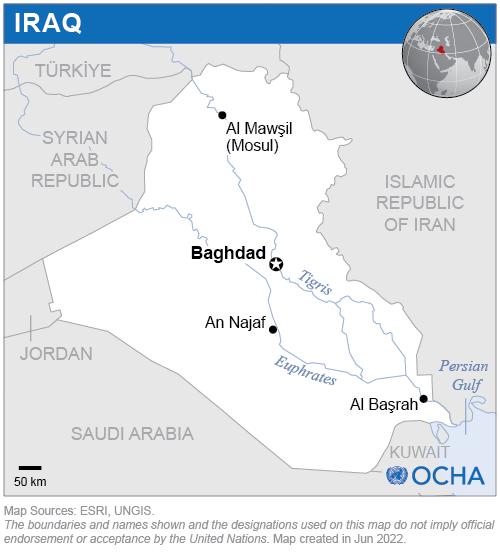 IRAQ
TÜRKİYE
SYRIAN
ARAB
REPUBLIC
Al Mawşil
(Mosul)
ISLAMIC
REPUBLIC
OF IRAN
Baghdad
Tigris
An Najaf
JORDAN
Euphrates
Persian
Gulf
Al Başrah
SAUDI ARABIA
KUWAIT
50 km
OCHA
Map Sources: ESRI, UNGIS.
The boundaries and names shown and the designations used on this map do not imply official
endorsement or acceptance by the United Nations. Map created in Jun 2022.